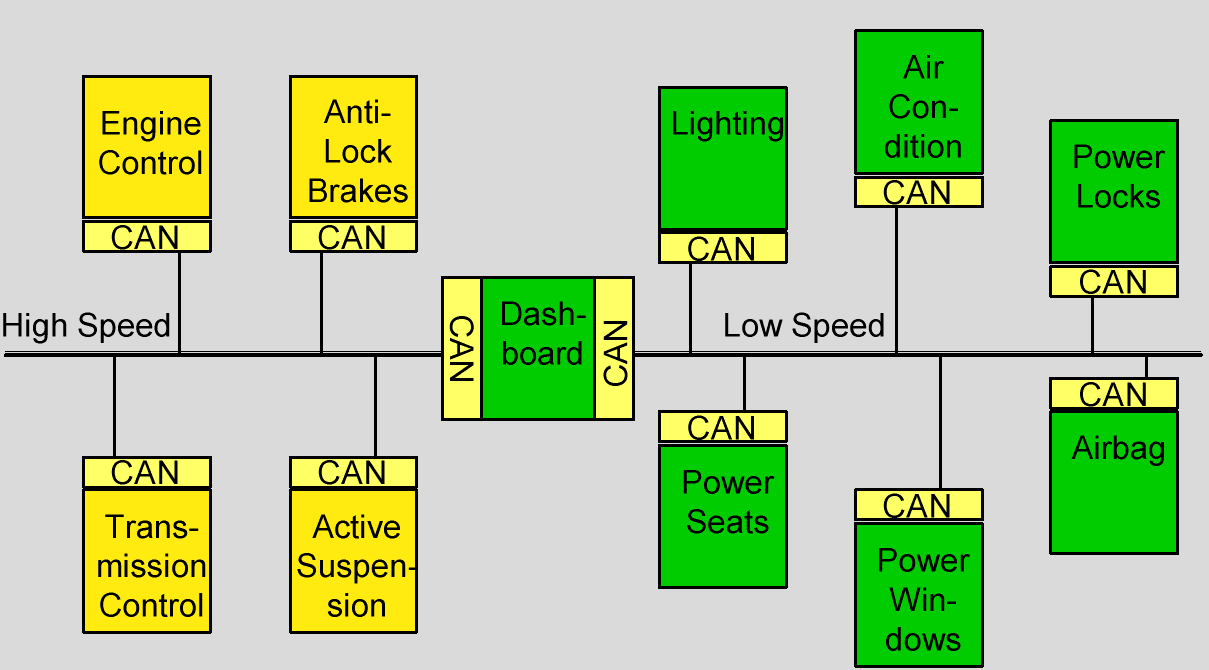 Engine
Control
CAN
Anti-
Lock
Brakes
CAN
High Speed
CAN
Trans-
mission
Control
CAN
Active
Suspen-
sion
CAN
Dash-
board
CAN
Lighting
CAN
Air
Con-
dition
CAN
Power
Locks
CAN
Low Speed
CAN
Power
Seats
CAN
Power
Win-
dows
CAN
Airbag